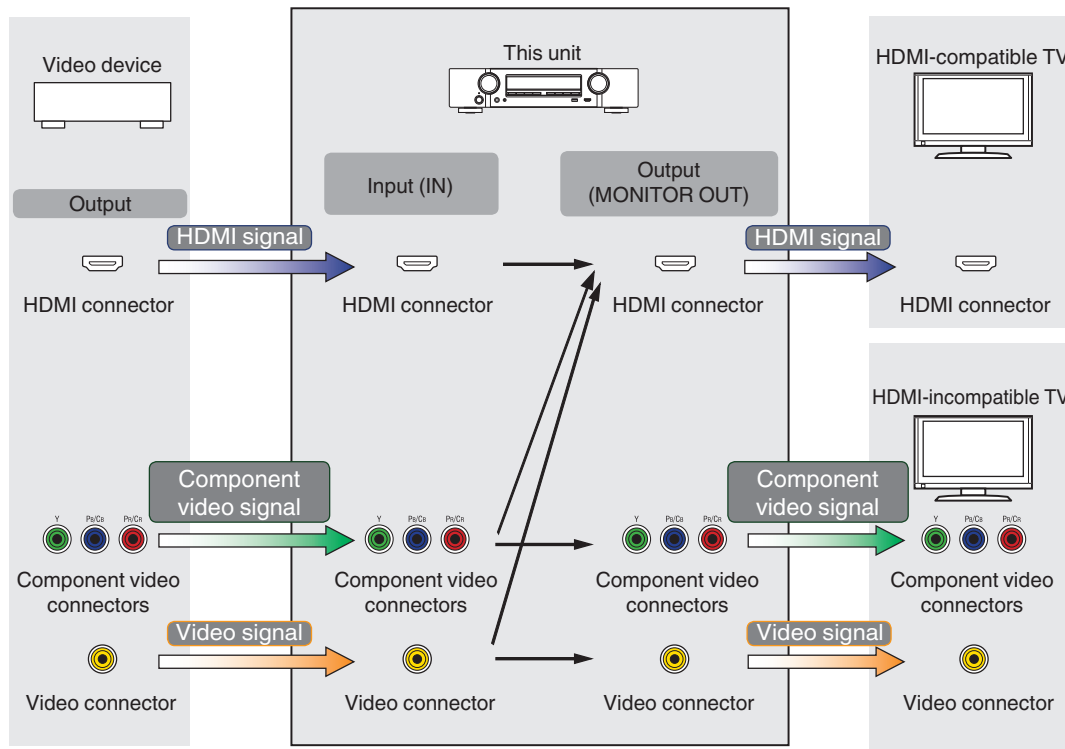 Video device
This unit
HDMI-compatible TV
Output
Input (IN)
Output
(MONITOR OUT)
HDMI signal
HDMI signal
HDMI connector
HDMI connector
HDMI connector
HDMI connector
HDMI-incompatible TV
Component
video signal
Component
video signal
Y PB/CB PR/CR
Y PB/CB PR/CR
Y PB/CB PR/CR
Y PB/CB PR/CR
Component video
connectors
Component video
connectors
Component video
connectors
Component video
connectors
Video signal
Video signal
Video connector
Video connector
Video connector
Video connector